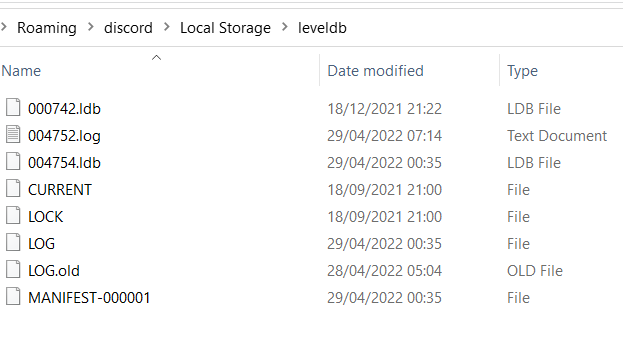 Roaming > discord > Local Storage > leveldb
Name Date modified Type
000742.ldb 18/12/2021 21:22 LDB File
004752.log 29/04/2022 07:14 Text Document
004754.ldb 29/04/2022 00:35 LDB File
CURRENT 18/09/2021 21:00 File
LOCK 18/09/2021 21:00 File
LOG 29/04/2022 00:35 File
LOG.old 28/04/2022 05:04 OLD File
MANIFEST-000001 29/04/2022 00:35 File